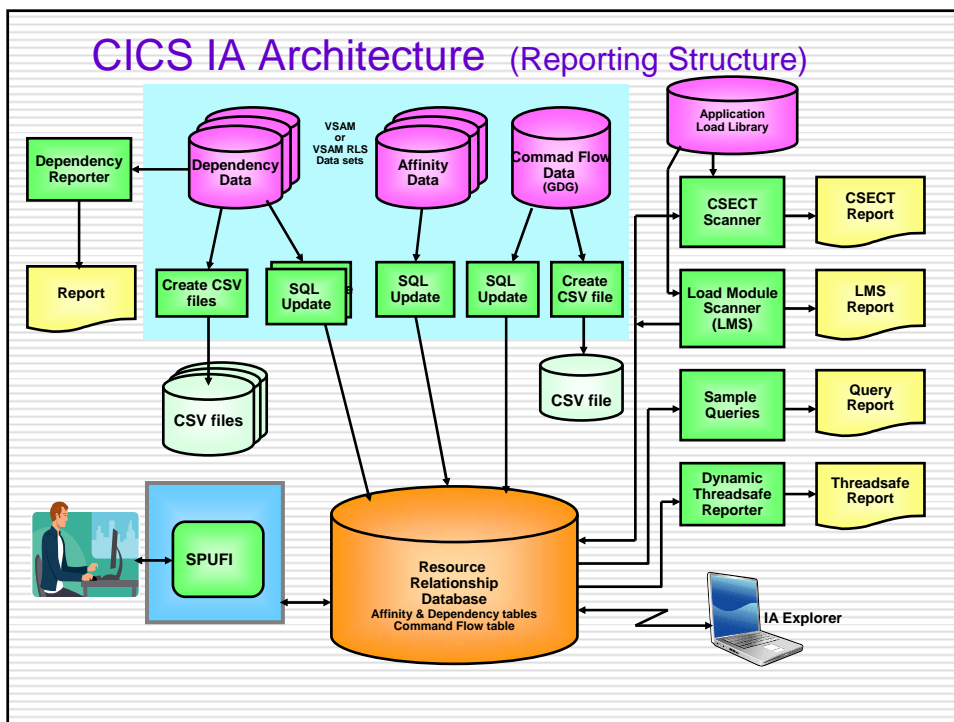 CICS IA Architecture (Reporting Structure)
Dependency
Reporter
Report
Dependency
Data
VSAM
or
VSAM RLS
Data sets
Affinity
Data
Commad Flow
Data
(GDG)
Application
Load Library
Create CSV
files
SQL
Update
SQL
Update
SQL
Update
Create
CSV file
CSV files
CSV file
CSECT
Scanner
CSECT
Report
Load Module
Scanner
(LMS)
LMS
Report
Sample
Queries
Query
Report
Dynamic
Threadsafe
Reporter
Threadsafe
Report
SPUFI
Resource
Relationship
Database
Affinity & Dependency tables
Command Flow table
IA Explorer